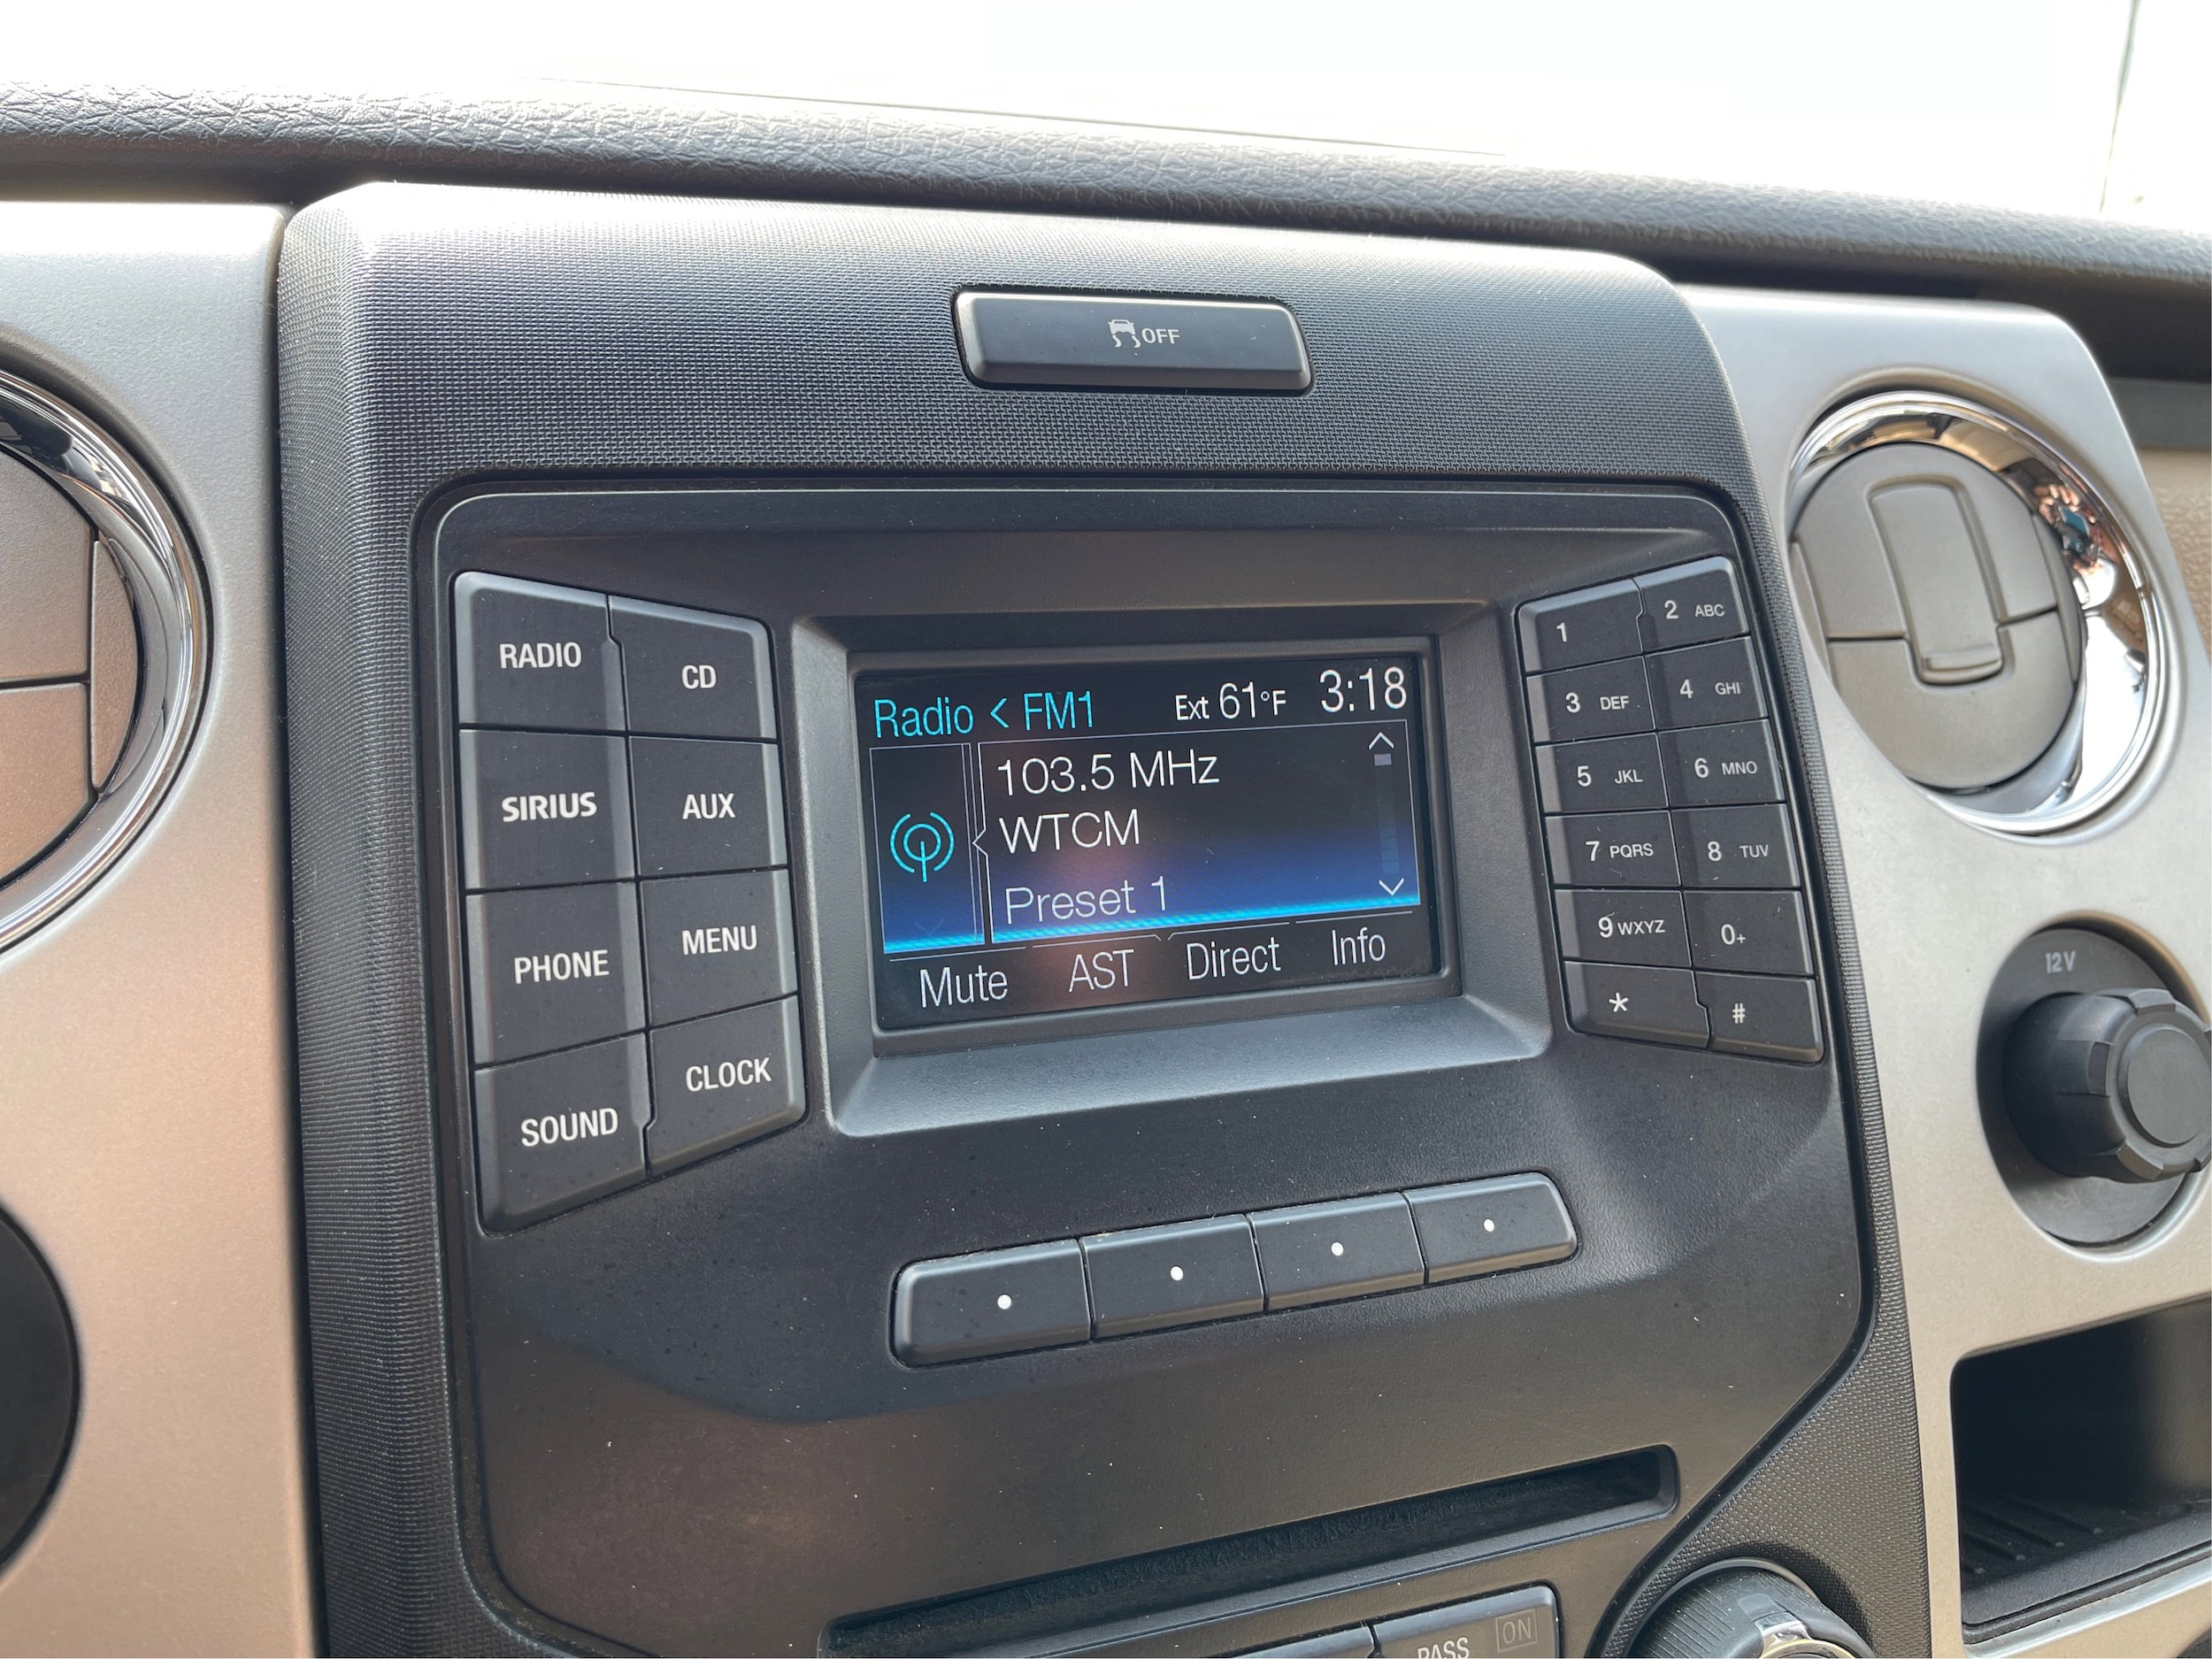 OFF
RADIO
CD
SIRIUS
AUX
PHONE
MENU
SOUND
CLOCK
Radio < FM1 Ext 61°F 3:18
103.5 MHz
WTCM
Preset 1
Mute AST Direct Info
1
2 ABC
3 DEF
4 GHI
5 JKL
6 MNO
7 PQRS
8 TUV
9 WXYZ
0+
*
#
12V
PASS ON